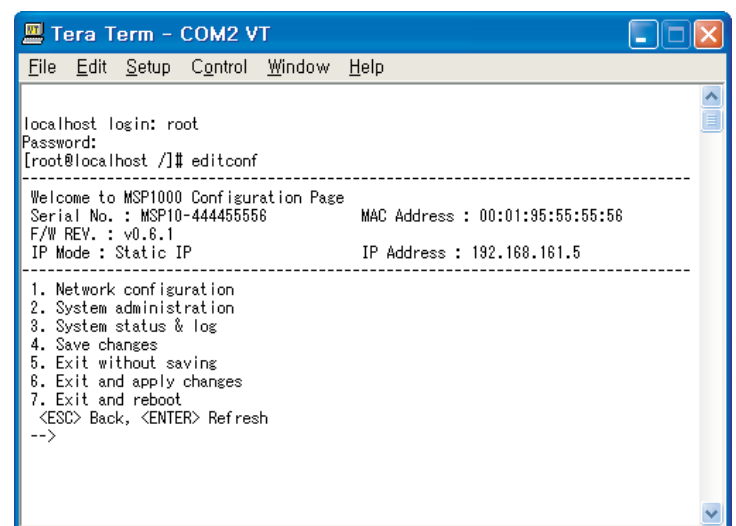 Tera Term - COM2 VT
File Edit Setup Control Window Help
localhost login: root
Password:
[root@localhost /]# editconf
--------------------------------------------------------------------------------
Welcome to MSP1000 Configuration Page
Serial No. : MSP10-444455556 MAC Address : 00:01:95:55:55:56
F/W REV. : v0.6.1
IP Mode : Static IP IP Address : 192.168.161.5
--------------------------------------------------------------------------------
1. Network configuration
2. System administration
3. System status & log
4. Save changes
5. Exit without saving
6. Exit and apply changes
7. Exit and reboot
<ESC> Back, <ENTER> Refresh
-->